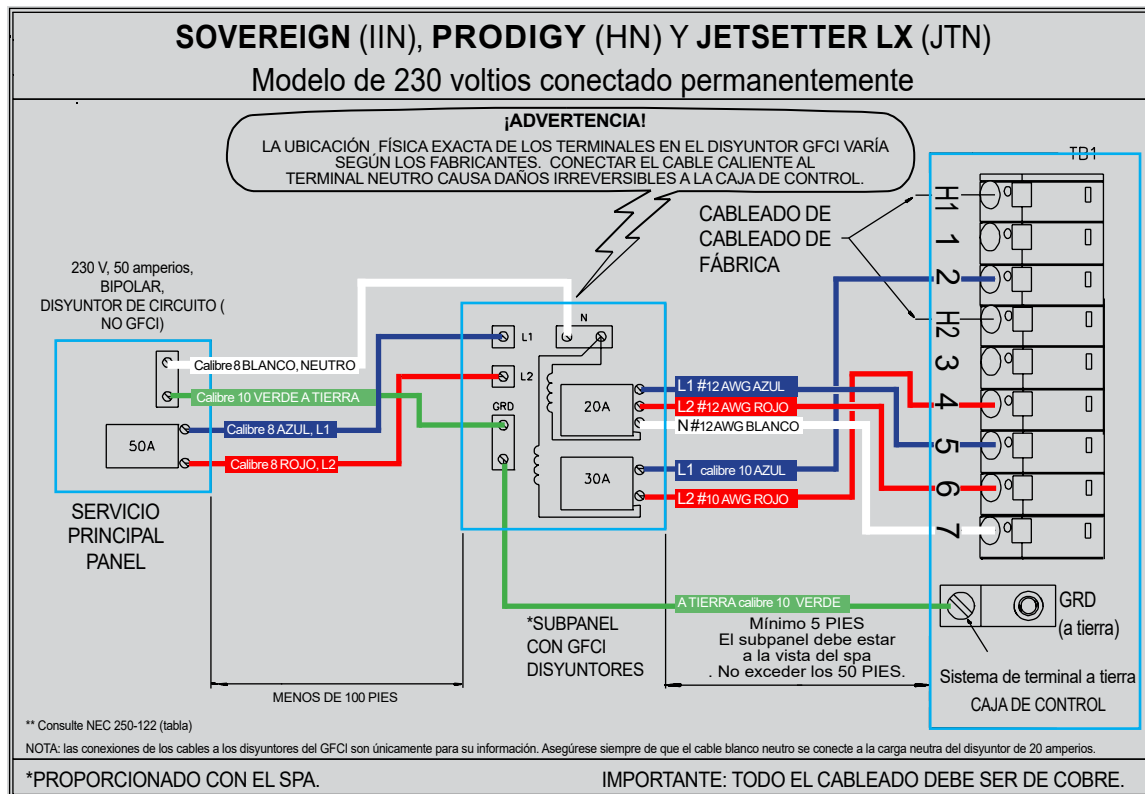 SOVEREIGN (IIN), PRODIGY (HN) Y JETSETTER LX (JTN)
Modelo de 230 voltios conectado permanentemente
¡ADVERTENCIA!
LA UBICACIÓN FÍSICA EXACTA DE LOS TERMINALES EN EL DISYUNTOR GFCI VARÍA
SEGÚN LOS FABRICANTES. CONECTAR EL CABLE CALIENTE AL
TERMINAL NEUTRO CAUSA DAÑOS IRREVERSIBLES A LA CAJA DE CONTROL.
TB1
CABLEADO DE
CABLEADO DE
FÁBRICA
H1
1
2
H2
3
4
5
6
7
230 V, 50 amperios,
BIPOLAR,
DISYUNTOR DE CIRCUITO (
NO GFCI)
Calibre 8 BLANCO, NEUTRO
Calibre 10 VERDE A TIERRA
Calibre 8 AZUL, L1
Calibre 8 ROJO, L2
50A
SERVICIO
PRINCIPAL
PANEL
L1
N
L2
GRD
20A
30A
L1 #12 AWG AZUL
L2 #12 AWG ROJO
N #12 AWG BLANCO
L1 calibre 10 AZUL
L2 #10 AWG ROJO
A TIERRA calibre 10 VERDE
*SUBPANEL
CON GFCI
DISYUNTORES
Mínimo 5 PIES
El subpanel debe estar
a la vista del spa
. No exceder los 50 PIES.
GRD
(a tierra)
Sistema de terminal a tierra
CAJA DE CONTROL
MENOS DE 100 PIES
** Consulte NEC 250-122 (tabla)
NOTA: las conexiones de los cables a los disyuntores del GFCI son únicamente para su información. Asegúrese siempre de que el cable blanco neutro se conecte a la carga neutra del disyuntor de 20 amperios.
*PROPORCIONADO CON EL SPA.
IMPORTANTE: TODO EL CABLEADO DEBE SER DE COBRE.